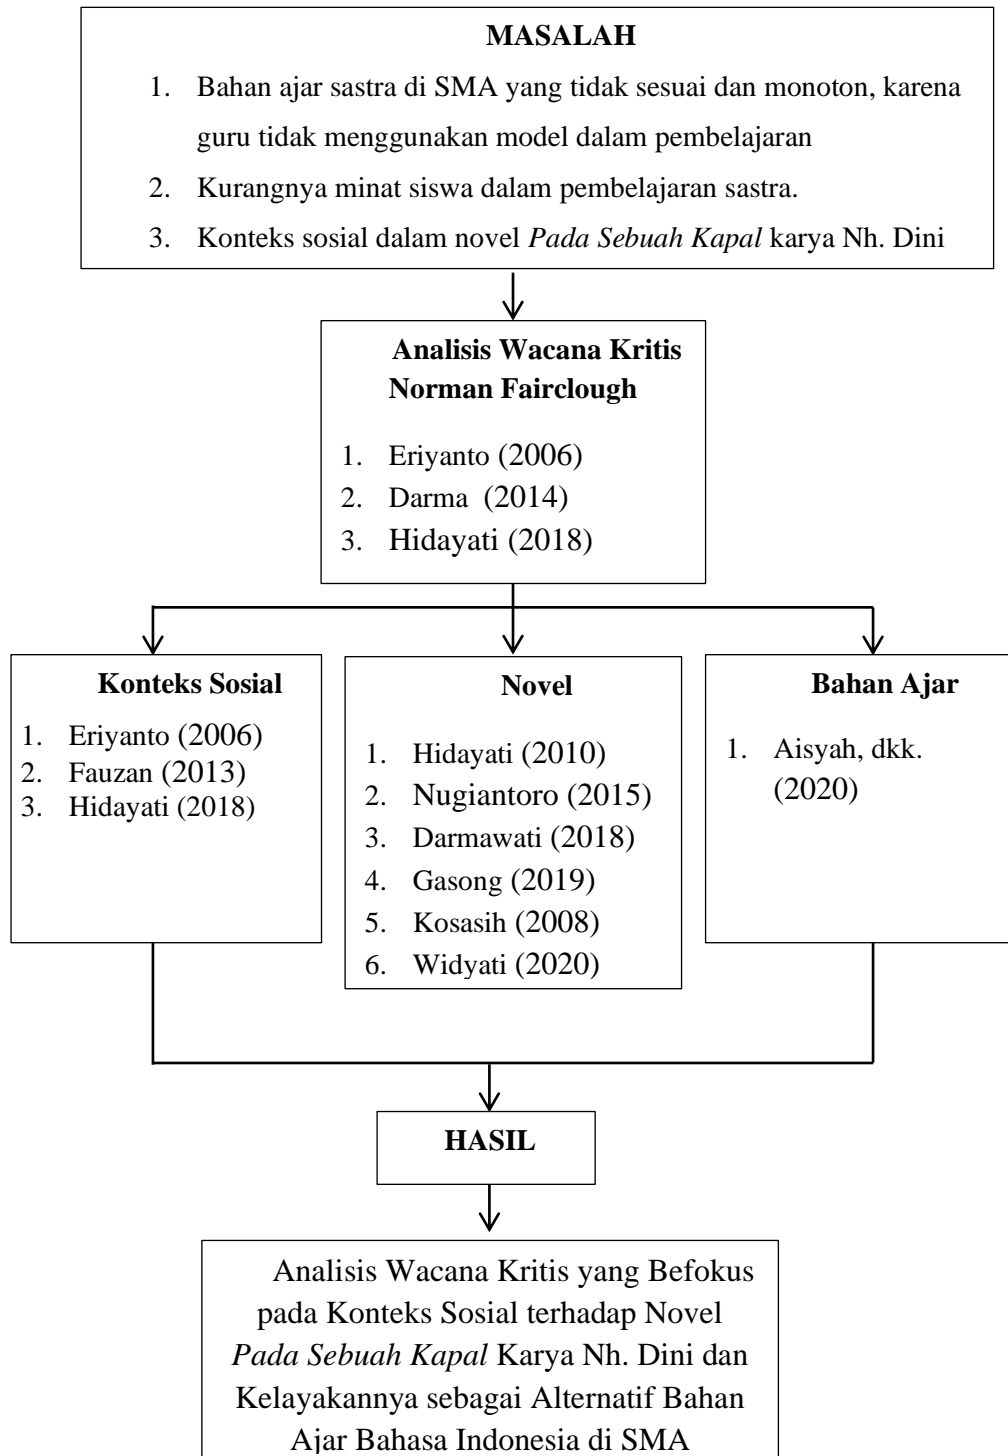 MASALAH
1. Bahan ajar sastra di SMA yang tidak sesuai dan monoton, karena
guru tidak menggunakan model dalam pembelajaran
2. Kurangnya minat siswa dalam pembelajaran sastra.
3. Konteks sosial dalam novel Pada Sebuah Kapal karya Nh. Dini
Analisis Wacana Kritis
Norman Fairclough
1. Eriyanto (2006)
2. Darma (2014)
3. Hidayati (2018)
Konteks Sosial
1. Eriyanto (2006)
2. Fauzan (2013)
3. Hidayati (2018)
Novel
1. Hidayati (2010)
2. Nugiantoro (2015)
3. Darmawati (2018)
4. Gasong (2019)
5. Kosasih (2008)
6. Widyati (2020)
Bahan Ajar
1. Aisyah, dkk.
(2020)
HASIL
Analisis Wacana Kritis yang Befokus
pada Konteks Sosial terhadap Novel
Pada Sebuah Kapal Karya Nh. Dini dan
Kelayakannya sebagai Alternatif Bahan
Ajar Bahasa Indonesia di SMA